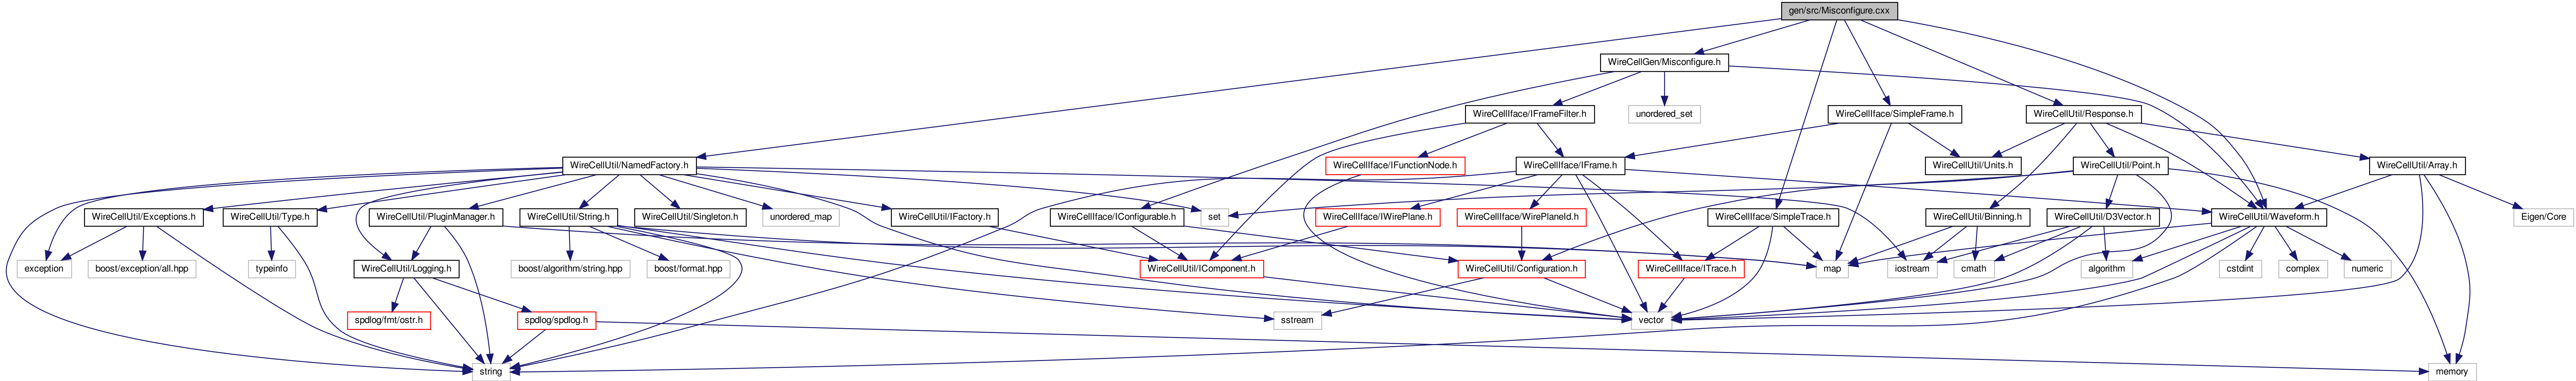 gen/src/Misconfigure.cxx
WireCellGen/Misconfigure.h
WireCellIface/IFrameFilter.h
unordered_set
WireCellIface/SimpleFrame.h
WireCellUtil/Response.h
WireCellUtil/NamedFactory.h
WireCellIface/IFunctionNode.h
WireCellIface/IFrame.h
WireCellUtil/Units.h
WireCellUtil/Point.h
WireCellUtil/Array.h
WireCellUtil/Exceptions.h
WireCellUtil/Type.h
WireCellUtil/PluginManager.h
WireCellUtil/String.h
WireCellUtil/Singleton.h
unordered_map
WireCellUtil/IFactory.h
set
WireCellIface/IConfigurable.h
WireCellIface/IWirePlane.h
WireCellIface/WirePlaneId.h
WireCellIface/SimpleTrace.h
WireCellUtil/Binning.h
WireCellUtil/D3Vector.h
WireCellUtil/Waveform.h
Eigen/Core
exception
boost/exception/all.hpp
typeinfo
WireCellUtil/Logging.h
boost/algorithm/string.hpp
boost/format.hpp
WireCellUtil/IComponent.h
WireCellUtil/Configuration.h
WireCellIface/ITrace.h
map
iostream
cmath
algorithm
cstdint
complex
numeric
spdlog/fmt/ostr.h
spdlog/spdlog.h
sstream
vector
string
memory